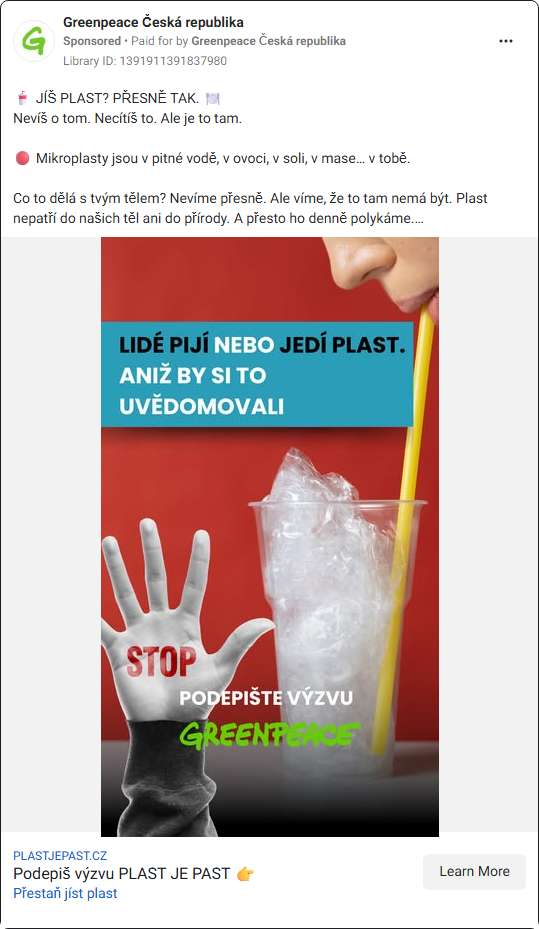 Greenpeace Česká republika
Sponsored • Paid for by Greenpeace Česká republika
Library ID: 1391911391837980
🥤 JÍŠ PLAST? PŘESNĚ TAK. 🍽️
Nevíš o tom. Necítíš to. Ale je to tam.
🔴 Mikroplasty jsou v pitné vodě, v ovoci, v soli, v mase… v tobě.
Co to dělá s tvým tělem? Nevíme přesně. Ale víme, že to tam nemá být. Plast
nepatří do našich těl ani do přírody. A přesto ho denně polykáme....
LIDÉ PIJÍ NEBO JEDÍ PLAST.
ANIŽ BY SI TO
UVĚDOMOVALI
STOP
PODEPIŠTE VÝZVU
GREENPEACE
PLASTJEPAST.CZ
Podepiš výzvu PLAST JE PAST 👉
Přestaň jíst plast
Learn More